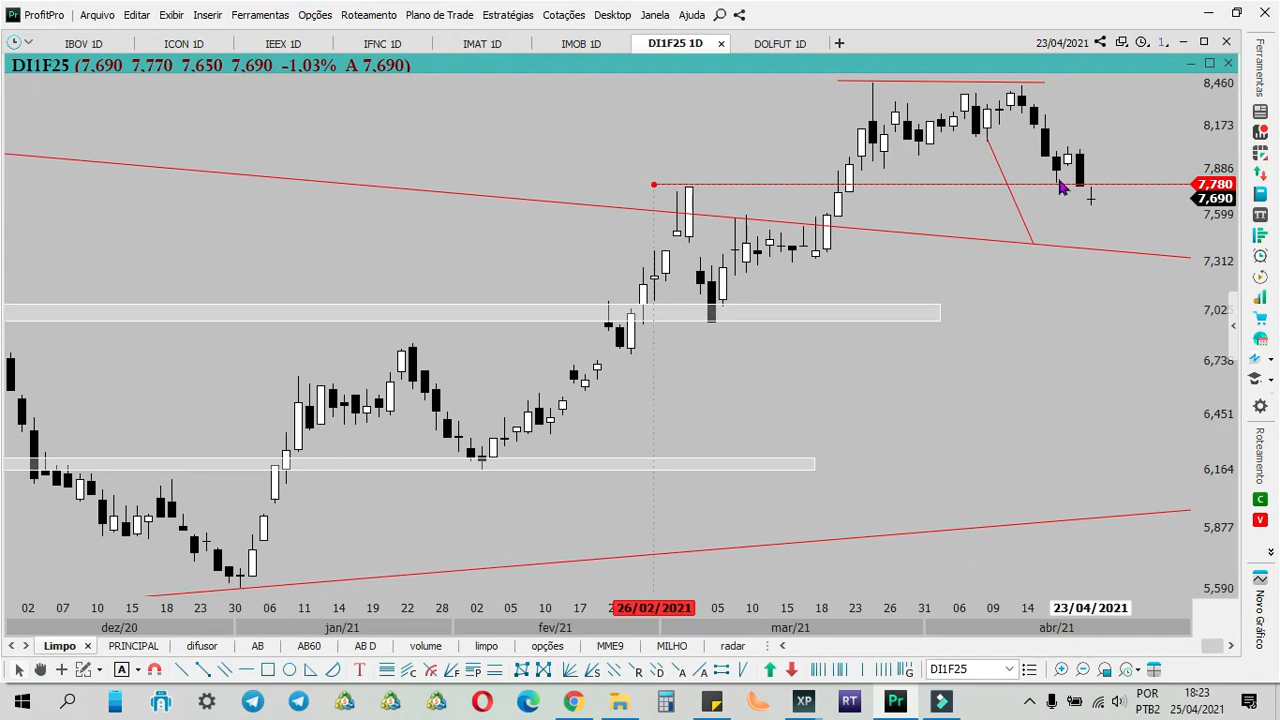 ProfitPro Arquivo Editar Exibir Inserir Ferramentas Opções Roteamento Plano de Trade Estratégias Cotações Desktop Janela Ajuda
IBOV 1D ICON 1D IEEX 1D IFNC 1D IMAT 1D IMOB 1D DI1F25 1D DOLFUT 1D 23/04/2021
DI1F25 (7,690 7,770 7,650 7,690 -1,03% A 7,690)
8,460
8,173
7,886
7,780
7,690
7,599
7,312
7,025
6,738
6,451
6,164
5,877
5,590
02 07 10 15 18 23 30 06 11 14 19 22 27 02 05 10 17 26/02/2021 05 10 15 18 23 26 31 06 09 14 23/04/2021
dez/20 jan/21 fev/21 mar/21 abr/21
Limpo PRINCIPAL difusor AB AB60 volume AB D limpo opções MME9 MILHO radar
DI1F25
Ferramentas
Roteamento
C
V
Novo Gráfico
XP RT Pr POR 18:23
PTB2 25/04/2021